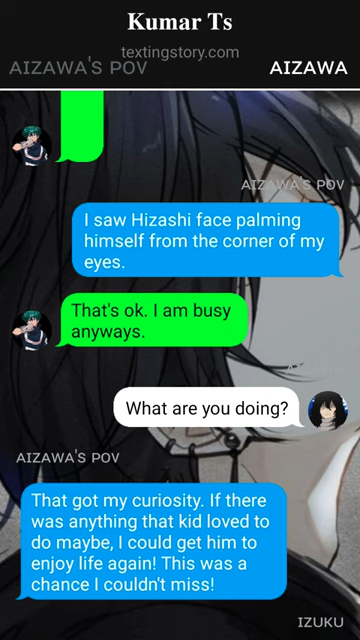 Kumar Ts
textingstory.com
AIZAWA'S POV
AIZAWA
AIZAWA'S POV
I saw Hizashi face palming
himself from the corner of my
eyes.
That's ok. I am busy
anyways.
AIZAWA
What are you doing?
AIZAWA'S POV
That got my curiosity. If there
was anything that kid loved to
do maybe, I could get him to
enjoy life again! This was a
chance I couldn't miss!
IZUKU